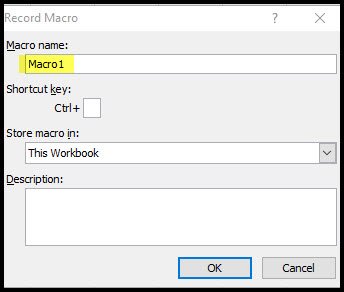 Record Macro ? ×
Macro name:
Macro1
Shortcut key:
Ctrl+
Store macro in:
This Workbook
Description:
OK Cancel